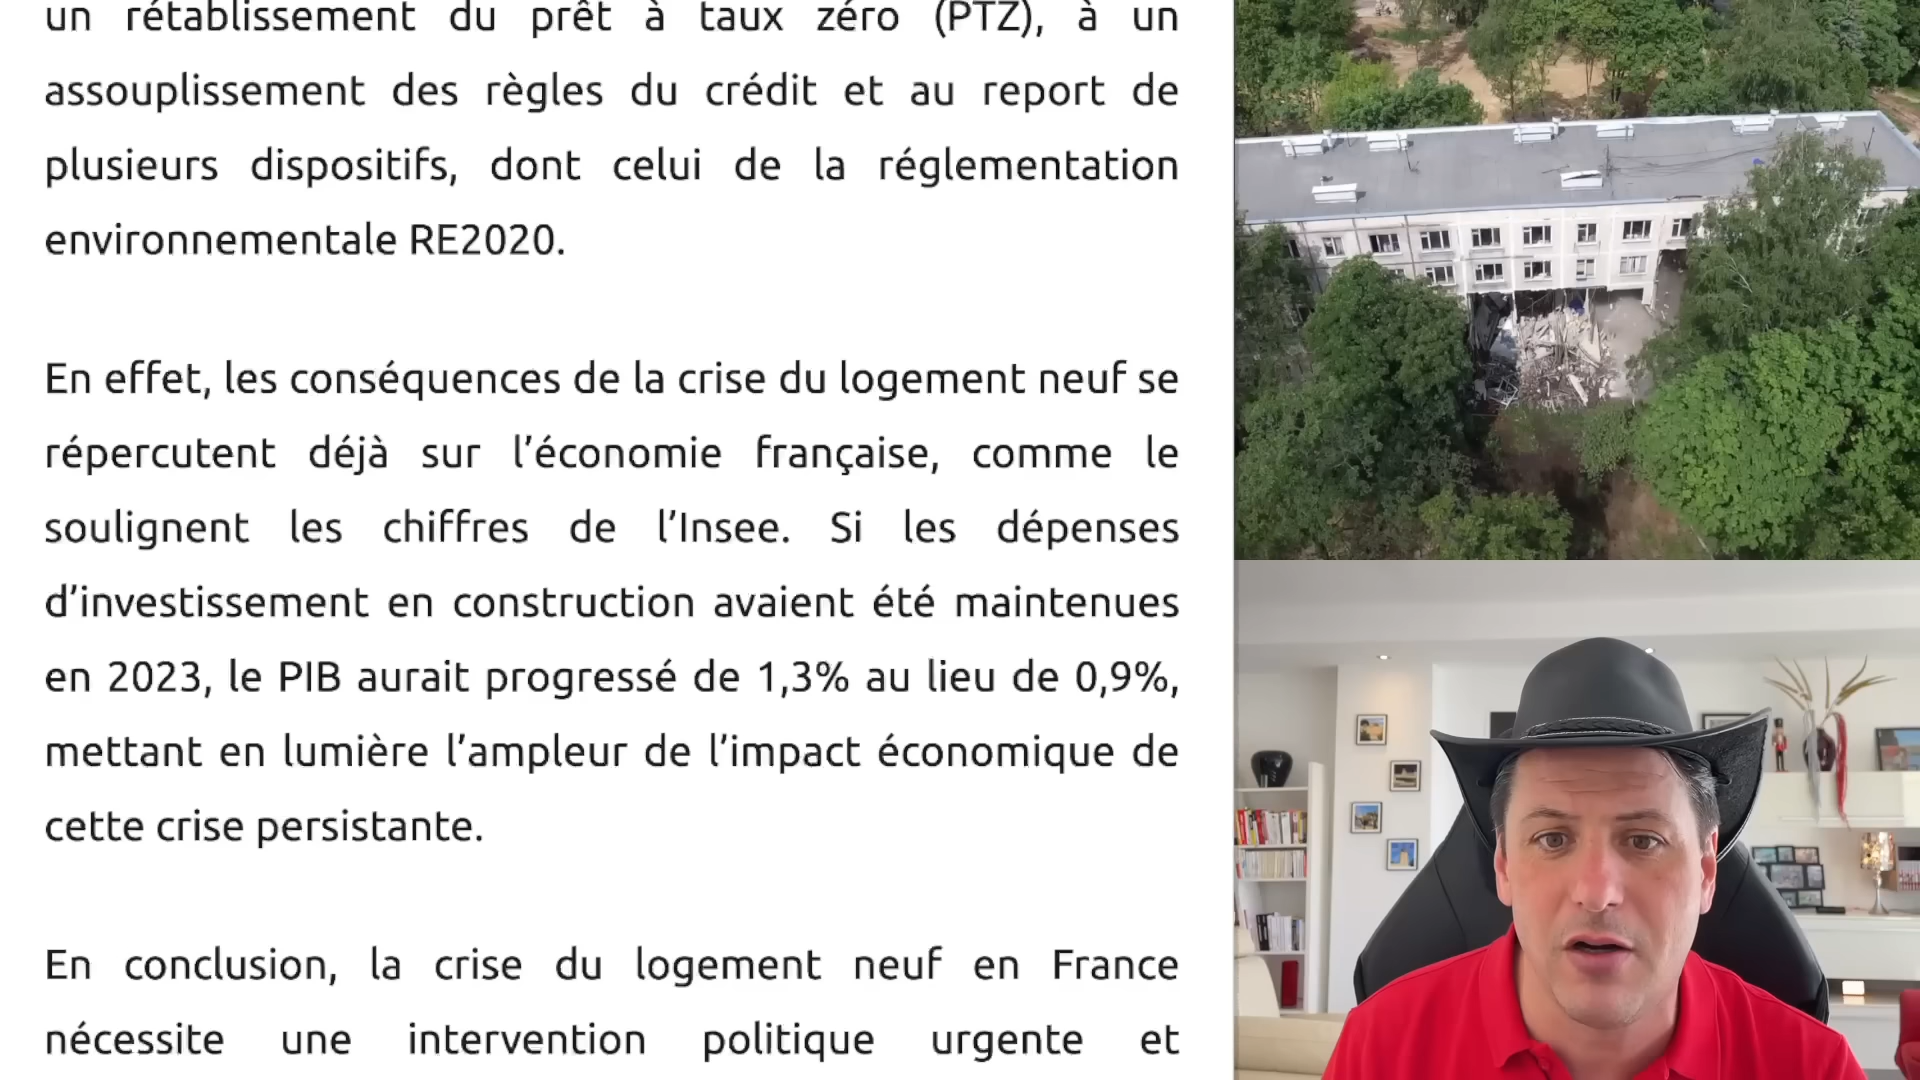 un rétablissement du prêt à taux zéro (PTZ), à un
assouplissement des règles du crédit et au report de
plusieurs dispositifs, dont celui de la réglementation
environnementale RE2020.
En effet, les conséquences de la crise du logement neuf se
répercutent déjà sur l’économie française, comme le
soulignent les chiffres de l’Insee. Si les dépenses
d’investissement en construction avaient été maintenues
en 2023, le PIB aurait progressé de 1,3% au lieu de 0,9%,
mettant en lumière l’ampleur de l’impact économique de
cette crise persistante.
En conclusion, la crise du logement neuf en France
nécessite une intervention politique urgente et